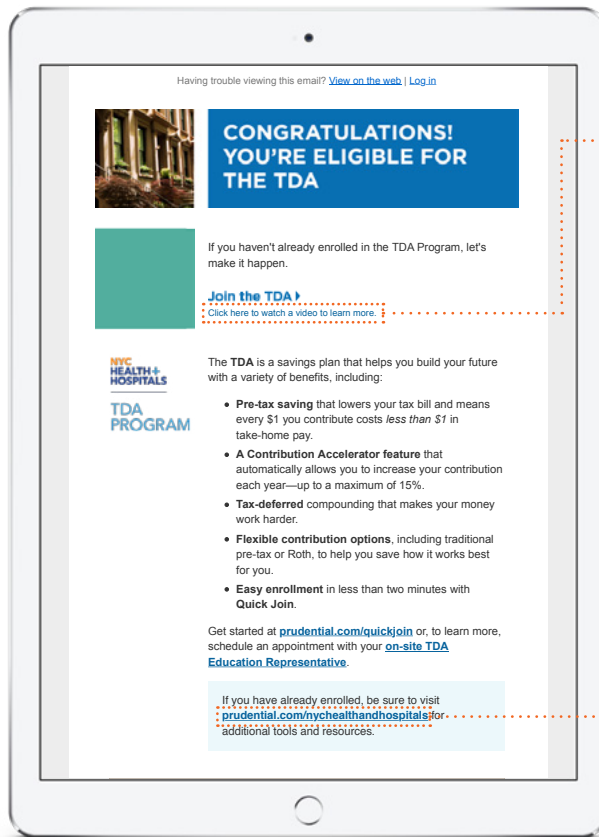 Having trouble viewing this email? View on the web | Log in
CONGRATULATIONS!
YOU'RE ELIGIBLE FOR
THE TDA
If you haven't already enrolled in the TDA Program, let's
make it happen.
Join the TDA
Click here to watch a video to learn more.
NYC
HEALTH+
HOSPITALS
TDA
PROGRAM
The TDA is a savings plan that helps you build your future
with a variety of benefits, including:
• Pre-tax saving that lowers your tax bill and means
every $1 you contribute costs less than $1 in
take-home pay.
• A Contribution Accelerator feature that
automatically allows you to increase your contribution
each year—up to a maximum of 15%.
• Tax-deferred compounding that makes your money
work harder.
• Flexible contribution options, including traditional
pre-tax or Roth, to help you save how it works best
for you.
• Easy enrollment in less than two minutes with
Quick Join.
Get started at prudential.com/quickjoin or, to learn more,
schedule an appointment with your on-site TDA
Education Representative.
If you have already enrolled, be sure to visit
prudential.com/nychealthandhospitals for
additional tools and resources.